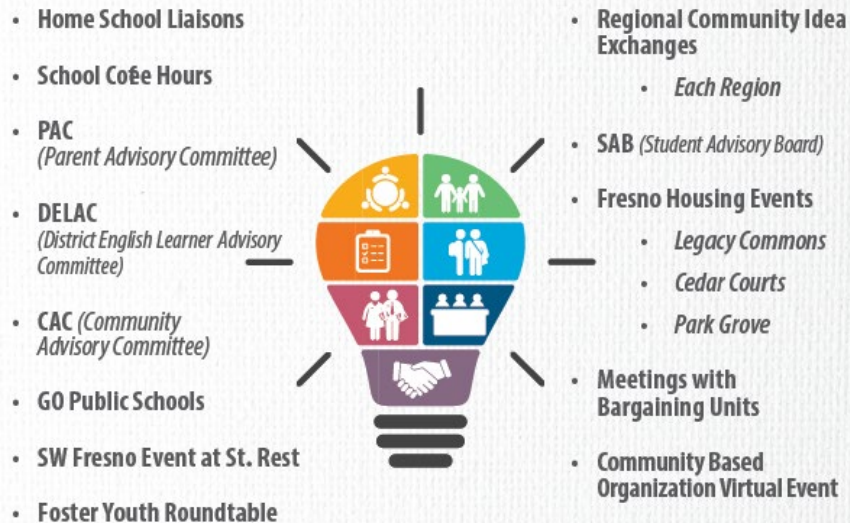 • Home School Liaisons
• School Cofee Hours
• PAC
(Parent Advisory Committee)
• DELAC
(District English Learner Advisory
Committee)
• CAC (Community
Advisory Committee)
• GO Public Schools
• SW Fresno Event at St. Rest
• Foster Youth Roundtable
• Regional Community Idea
Exchanges
• Each Region
• SAB (Student Advisory Board)
• Fresno Housing Events
• Legacy Commons
• Cedar Courts
• Park Grove
• Meetings with
Bargaining Units
• Community Based
Organization Virtual Event